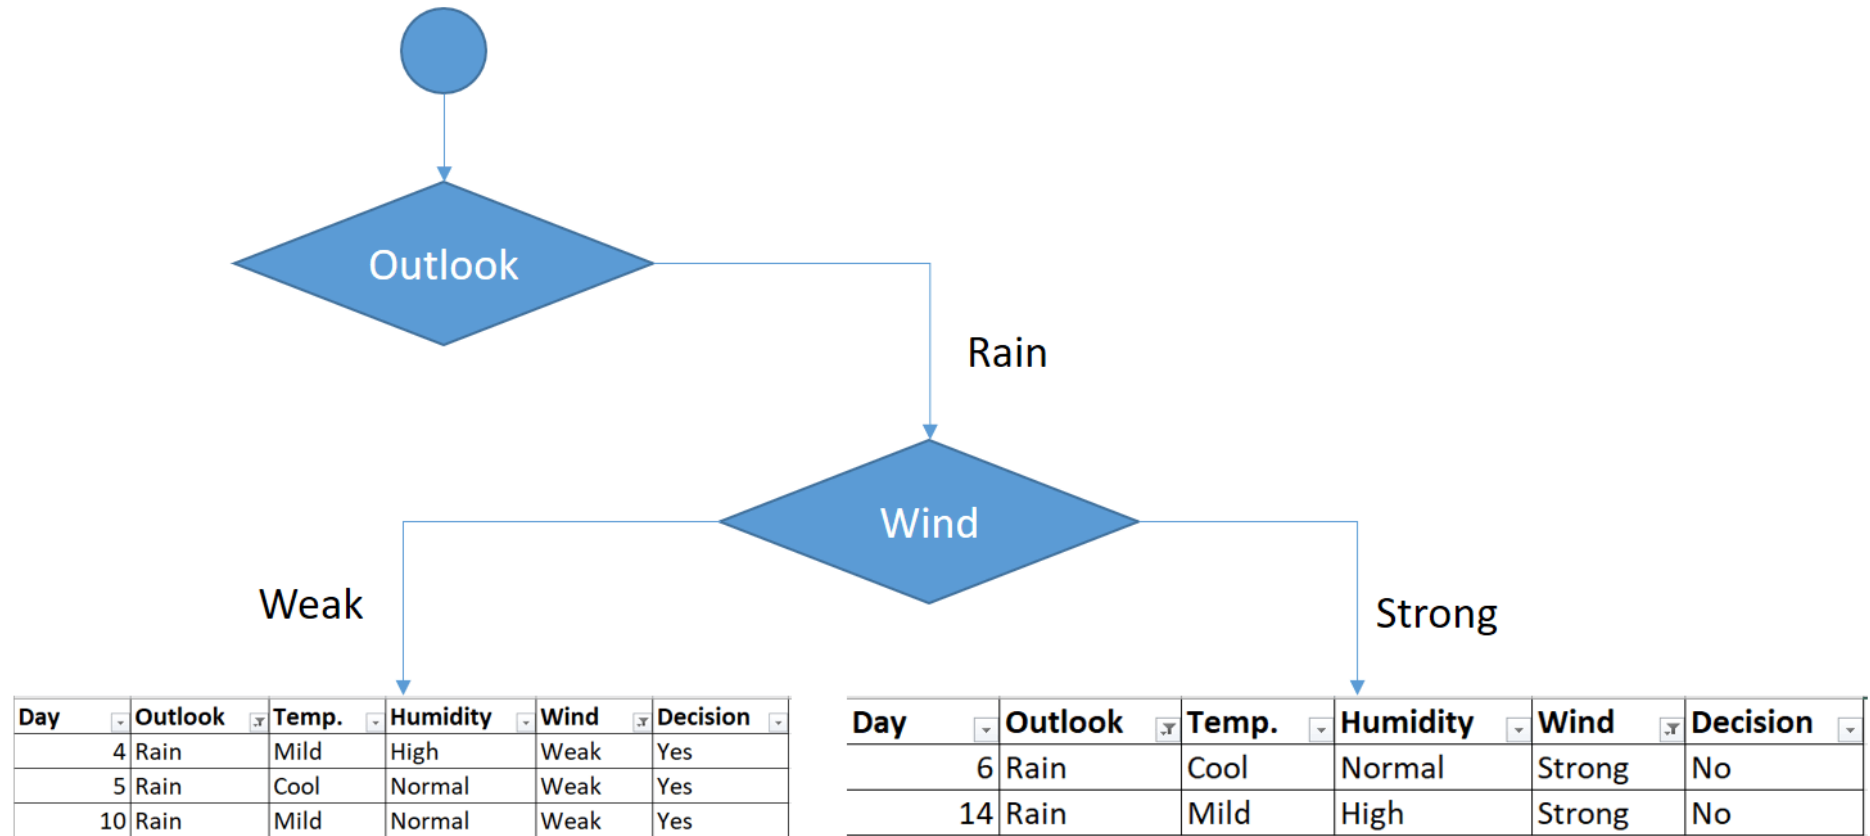 Outlook
Rain
Wind
Weak
Strong
Day Outlook Temp. Humidity Wind Decision
4 Rain Mild High Weak Yes
5 Rain Cool Normal Weak Yes
10 Rain Mild Normal Weak Yes
Day Outlook Temp. Humidity Wind Decision
6 Rain Cool Normal Strong No
14 Rain Mild High Strong No